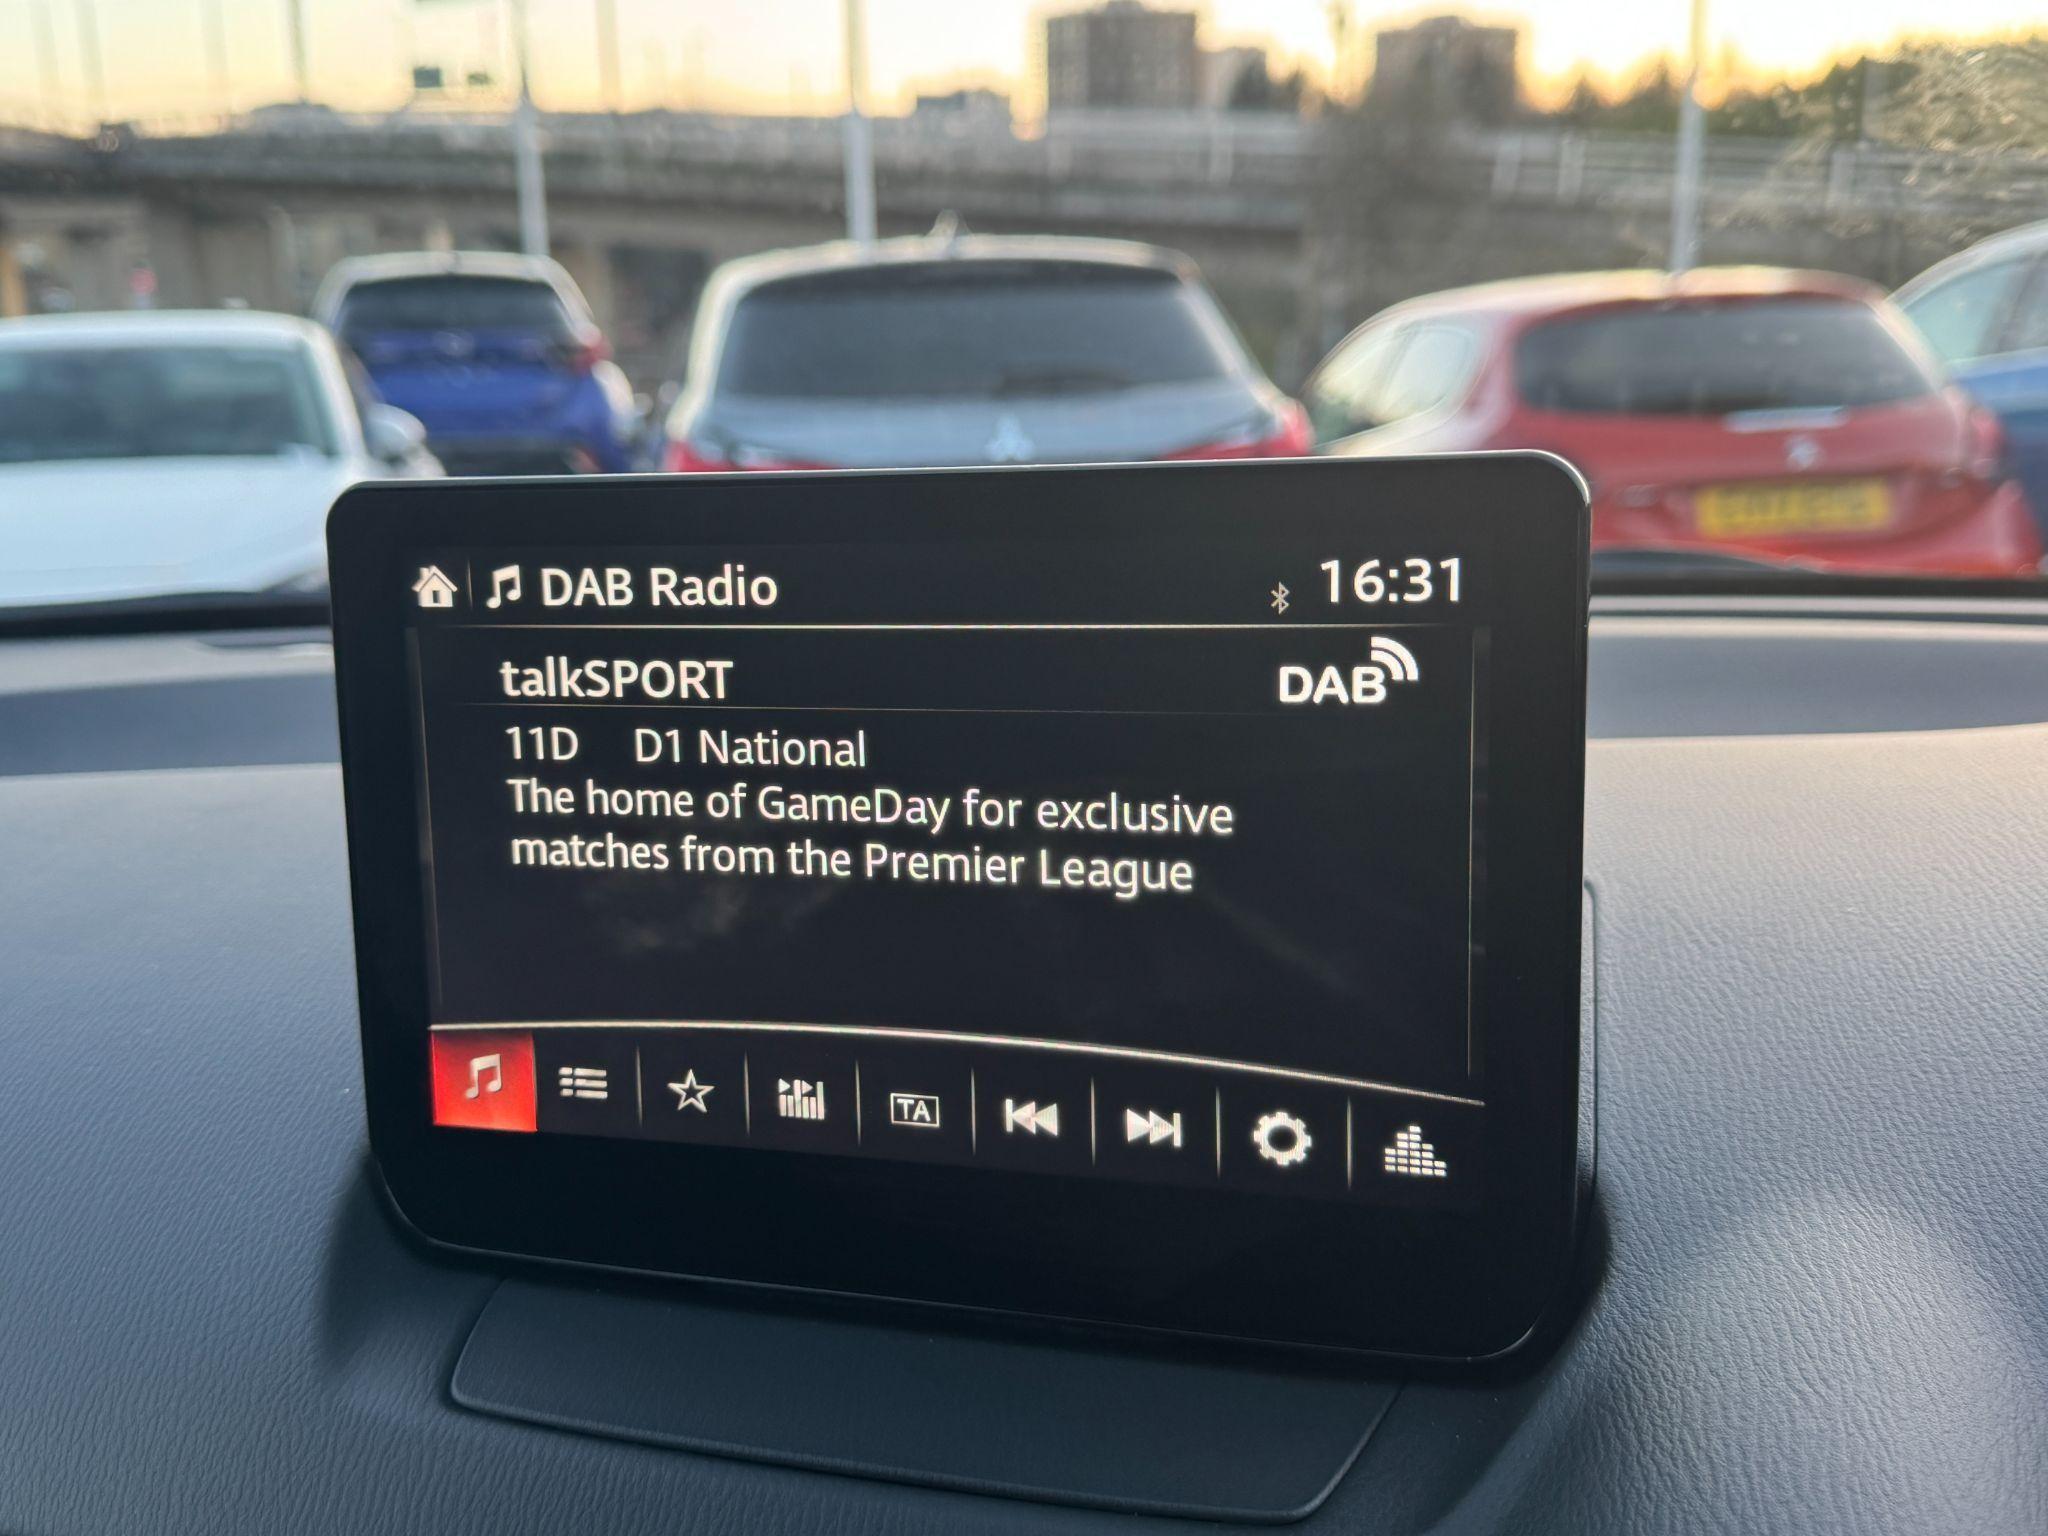 DAB Radio 16:31
talkSPORT DAB
11D D1 National
The home of GameDay for exclusive
matches from the Premier League
TA